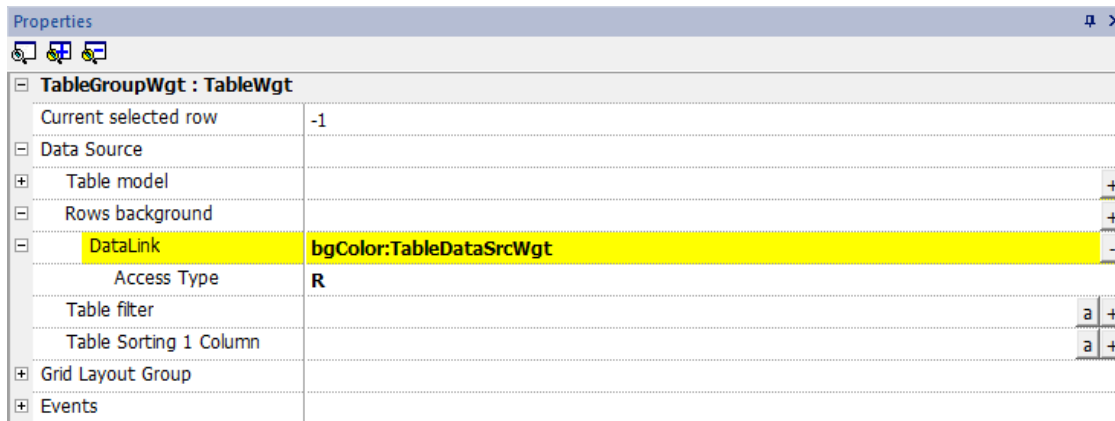 Properties
TableGroupWgt : TableWgt
Current selected row -1
Data Source
Table model +
Rows background +
DataLink bgColor:TableDataSrcWgt -
Access Type R
Table filter a +
Table Sorting 1 Column a +
Grid Layout Group
Events